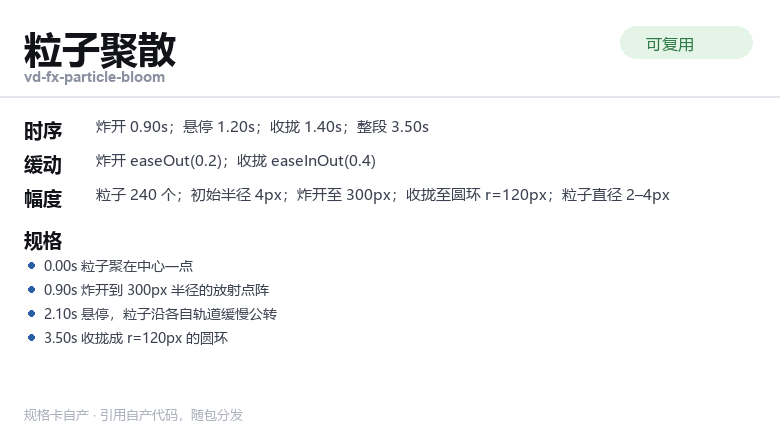 粒子聚散
可复用
vd-fx-particle-bloom
时序 炸开 0.90s；悬停 1.20s；收拢 1.40s；整段 3.50s
缓动 炸开 easeOut(0.2)；收拢 easeInOut(0.4)
幅度 粒子 240 个；初始半径 4px；炸开至 300px；收拢至圆环 r=120px；粒子直径 2–4px
规格
0.00s 粒子聚在中心一点
0.90s 炸开到 300px 半径的放射点阵
2.10s 悬停，粒子沿各自轨道缓慢公转
3.50s 收拢成 r=120px 的圆环
规格卡自产 · 引用自产代码，随包分发